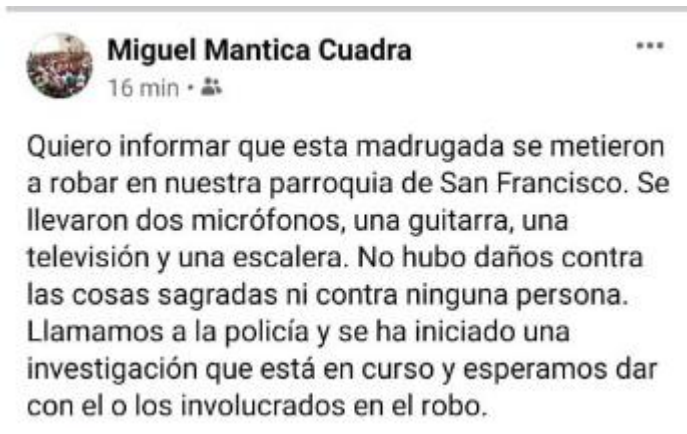 Miguel Mantica Cuadra
16 min •
Quiero informar que esta madrugada se metieron
a robar en nuestra parroquia de San Francisco. Se
llevaron dos micrófonos, una guitarra, una
televisión y una escalera. No hubo daños contra
las cosas sagradas ni contra ninguna persona.
Llamamos a la policía y se ha iniciado una
investigación que está en curso y esperamos dar
con el o los involucrados en el robo.